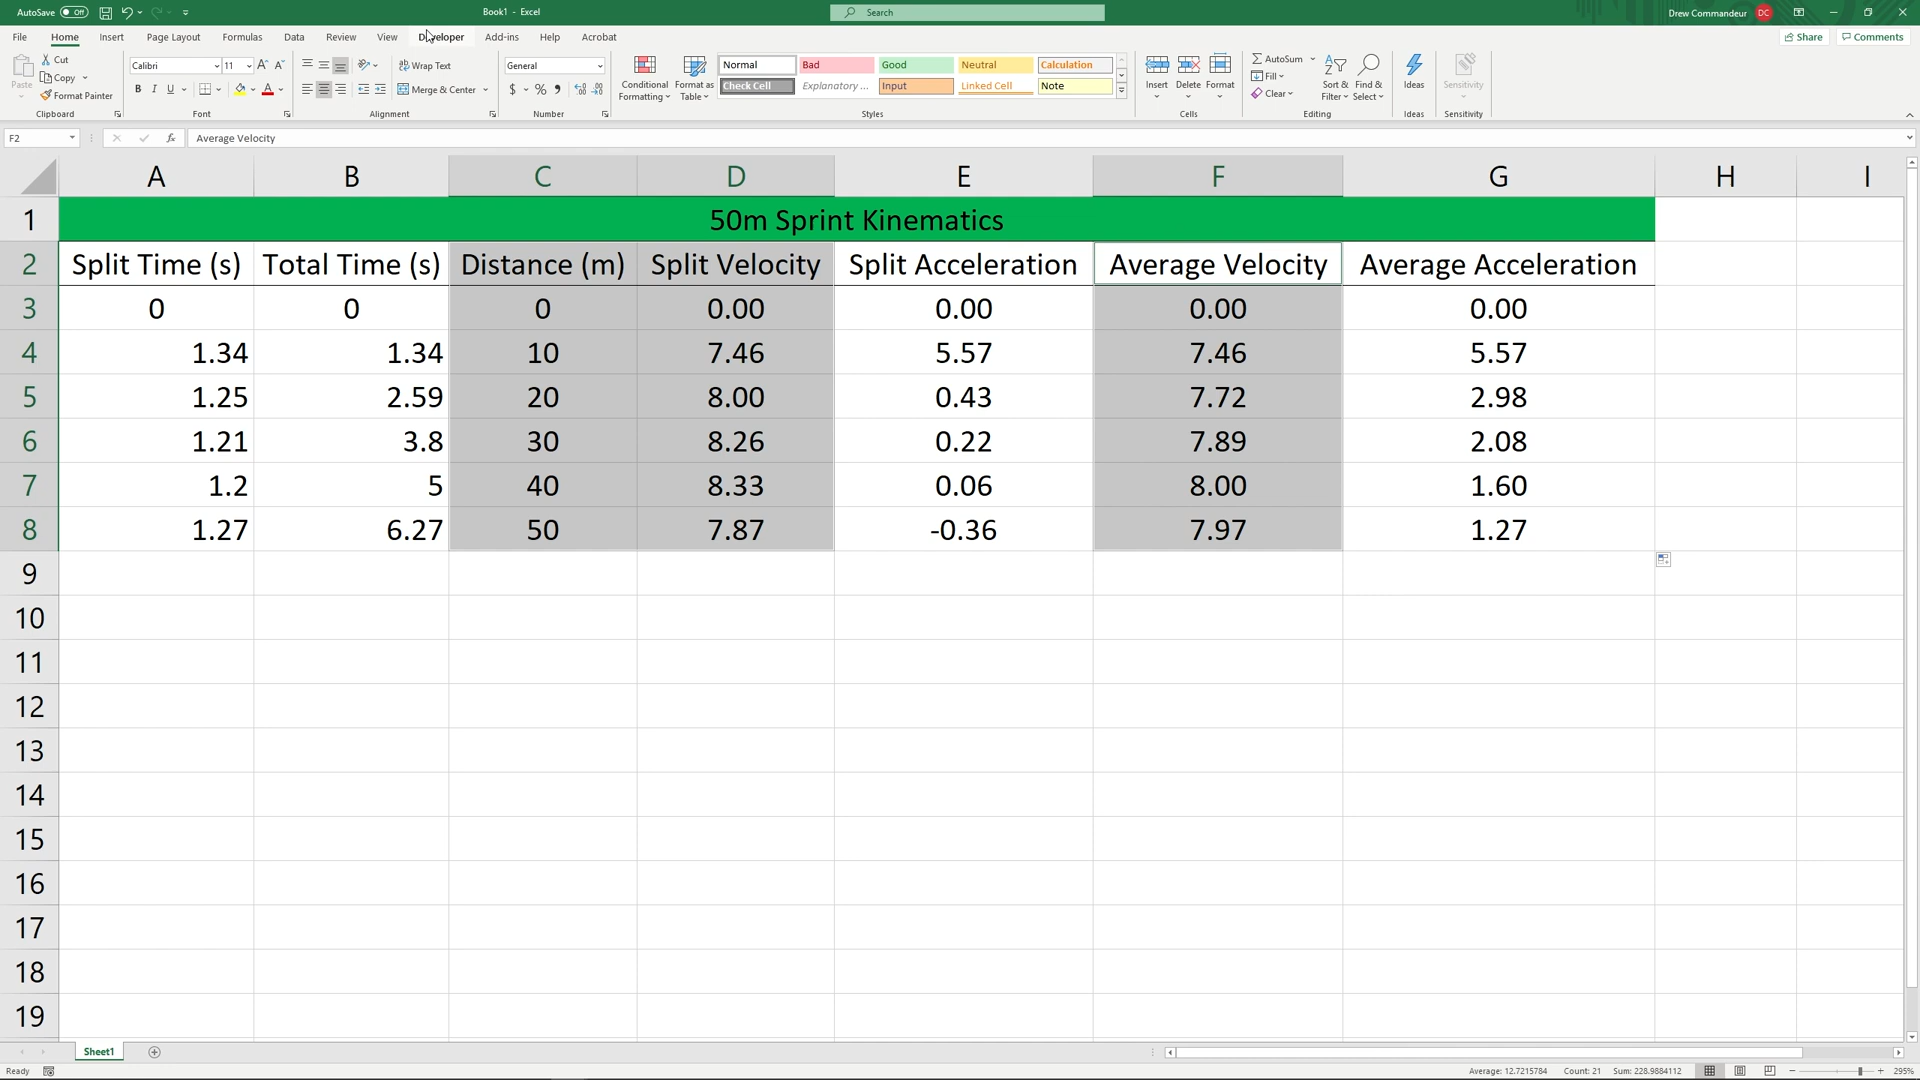 AutoSave Off Book1 - Excel Search Drew Commandeur DC
File Home Insert Page Layout Formulas Data Review View Developer Add-ins Help Acrobat Share Comments
Paste Cut Copy Format Painter
Clipboard
Calibri 11
B I U A
Font
Wrap Text
Merge & Center
Alignment
General
$ % ,
Number
Conditional Formatting
Format as Table
Normal Bad Good Neutral Calculation
Check Cell Explanatory ... Input Linked Cell Note
Styles
Insert Delete Format
Cells
AutoSum
Fill
Clear
Sort & Filter
Find & Select
Editing
Ideas
Ideas
Sensitivity
Sensitivity
F2 fx Average Velocity
A B C D E F G H I
1 50m Sprint Kinematics
2 Split Time (s) Total Time (s) Distance (m) Split Velocity Split Acceleration Average Velocity Average Acceleration
3 0 0 0 0.00 0.00 0.00 0.00
4 1.34 1.34 10 7.46 5.57 7.46 5.57
5 1.25 2.59 20 8.00 0.43 7.72 2.98
6 1.21 3.8 30 8.26 0.22 7.89 2.08
7 1.2 5 40 8.33 0.06 8.00 1.60
8 1.27 6.27 50 7.87 -0.36 7.97 1.27
9
10
11
12
13
14
15
16
17
18
19
Sheet1
Ready Average: 12.7215784 Count: 21 Sum: 228.9884112 295%